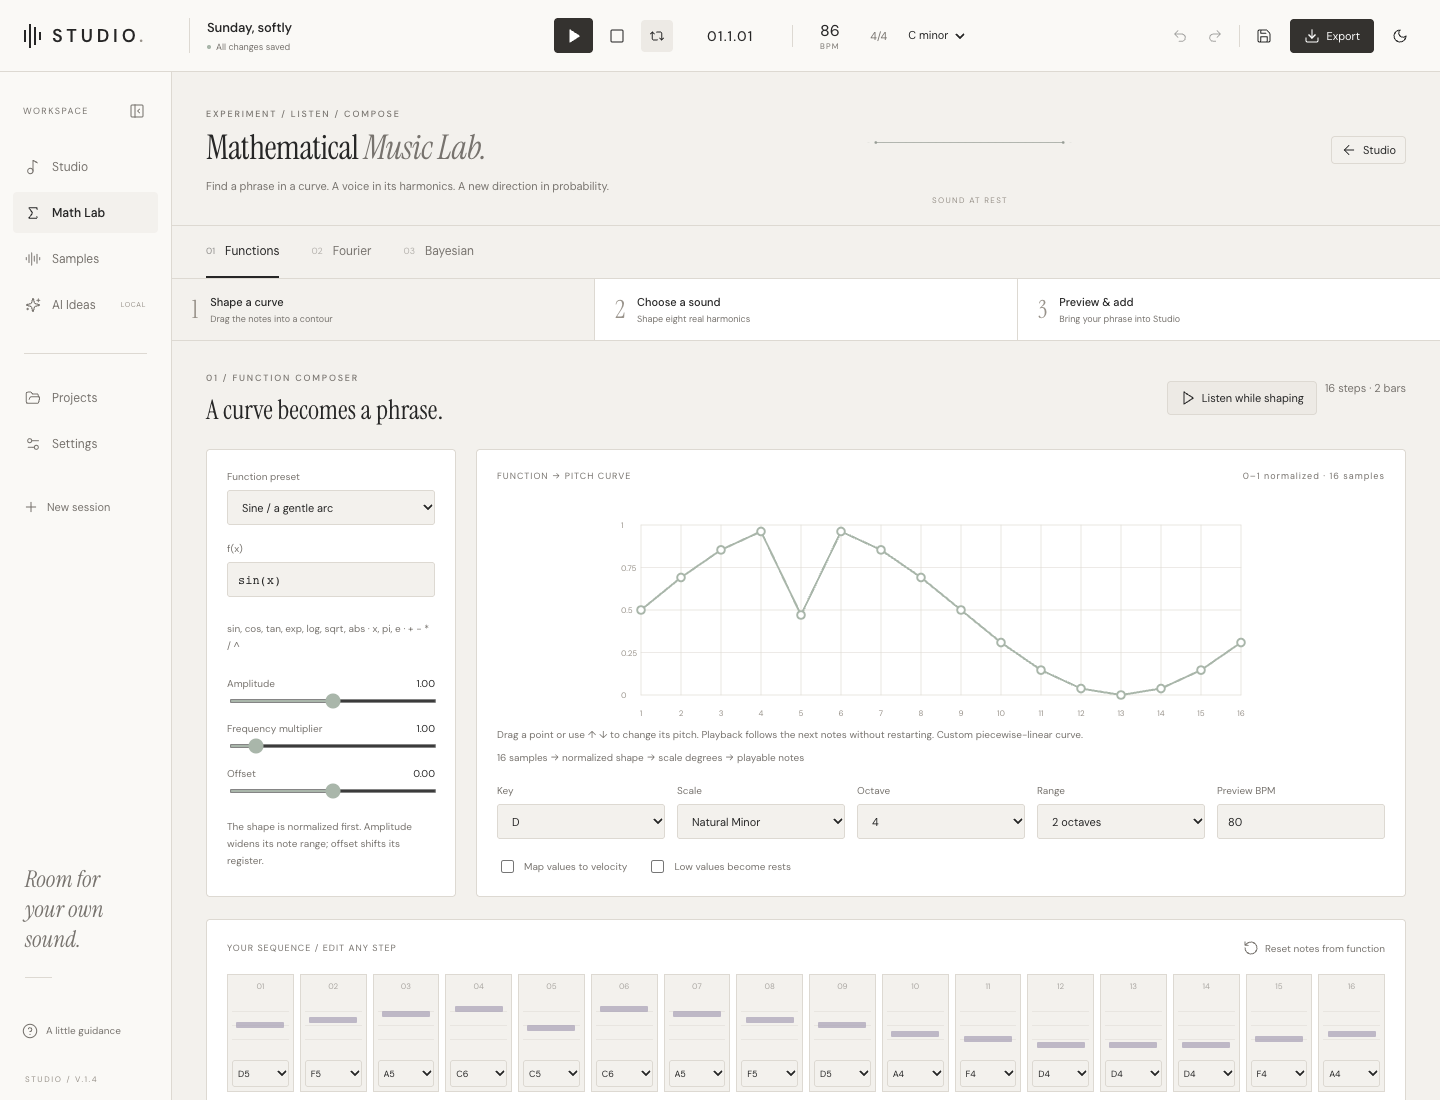 STUDIO.
Sunday, softly
All changes saved
01.1.01
86
BPM
4/4
C minor
Export
WORKSPACE
Studio
Math Lab
Samples
AI Ideas LOCAL
Projects
Settings
New session
Room for
your own
sound.
A little guidance
STUDIO / V.1.4
EXPERIMENT / LISTEN / COMPOSE
Mathematical Music Lab.
Find a phrase in a curve. A voice in its harmonics. A new direction in probability.
SOUND AT REST
Studio
01 Functions
02 Fourier
03 Bayesian
1 Shape a curve
Drag the notes into a contour
2 Choose a sound
Shape eight real harmonics
3 Preview & add
Bring your phrase into Studio
01 / FUNCTION COMPOSER
A curve becomes a phrase.
Listen while shaping
16 steps · 2 bars
Function preset
Sine / a gentle arc
f(x)
sin(x)
sin, cos, tan, exp, log, sqrt, abs · x, pi, e · + − *
/ ^
Amplitude 1.00
Frequency multiplier 1.00
Offset 0.00
The shape is normalized first. Amplitude
widens its note range; offset shifts its
register.
FUNCTION → PITCH CURVE
0–1 normalized · 16 samples
1
0.75
0.5
0.25
0
1 2 3 4 5 6 7 8 9 10 11 12 13 14 15 16
Drag a point or use ↑ ↓ to change its pitch. Playback follows the next notes without restarting. Custom piecewise-linear curve.
16 samples → normalized shape → scale degrees → playable notes
Key Scale Octave Range Preview BPM
D Natural Minor 4 2 octaves 80
Map values to velocity
Low values become rests
YOUR SEQUENCE / EDIT ANY STEP
Reset notes from function
01 02 03 04 05 06 07 08 09 10 11 12 13 14 15 16
D5 F5 A5 C6 C5 C6 A5 F5 D5 A4 F4 D4 D4 D4 F4 A4